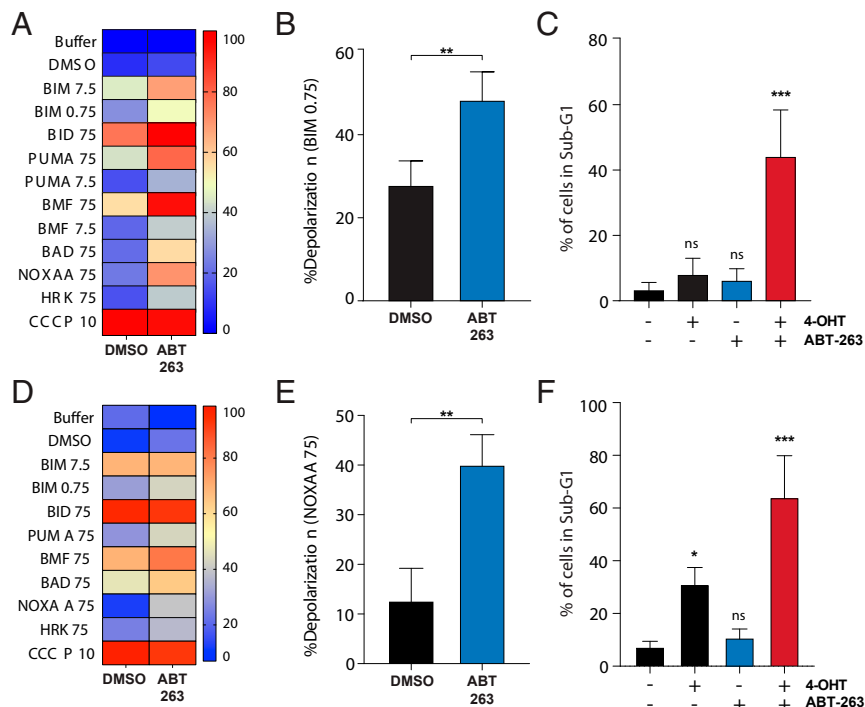 A
Buffer
DMSO
BIM 7.5
BIM 0.75
BID 75
PUMA 75
PUMA 7.5
BMF 75
BMF 7.5
BAD 75
NOXAA 75
HRK 75
CCCP 10
DMSO ABT 263
100
80
60
40
20
0
B
%Depolarizatio n (BIM 0.75)
60
40
20
0
**
DMSO ABT 263
C
% of cells in Sub-G1
80
60
40
20
0
ns ns ***
- + - + 4-OHT
- - + + ABT-263
D
Buffer
DMSO
BIM 7.5
BIM 0.75
BID 75
PUM A 75
BMF 75
BAD 75
NOXA A 75
HRK 75
CCC P 10
DMSO ABT 263
100
80
60
40
20
0
E
%Depolarizatio n (NOXAA 75)
50
40
30
20
10
0
**
DMSO ABT 263
F
% of cells in Sub-G1
100
80
60
40
20
0
* ns ***
- + - + 4-OHT
- - + + ABT-263